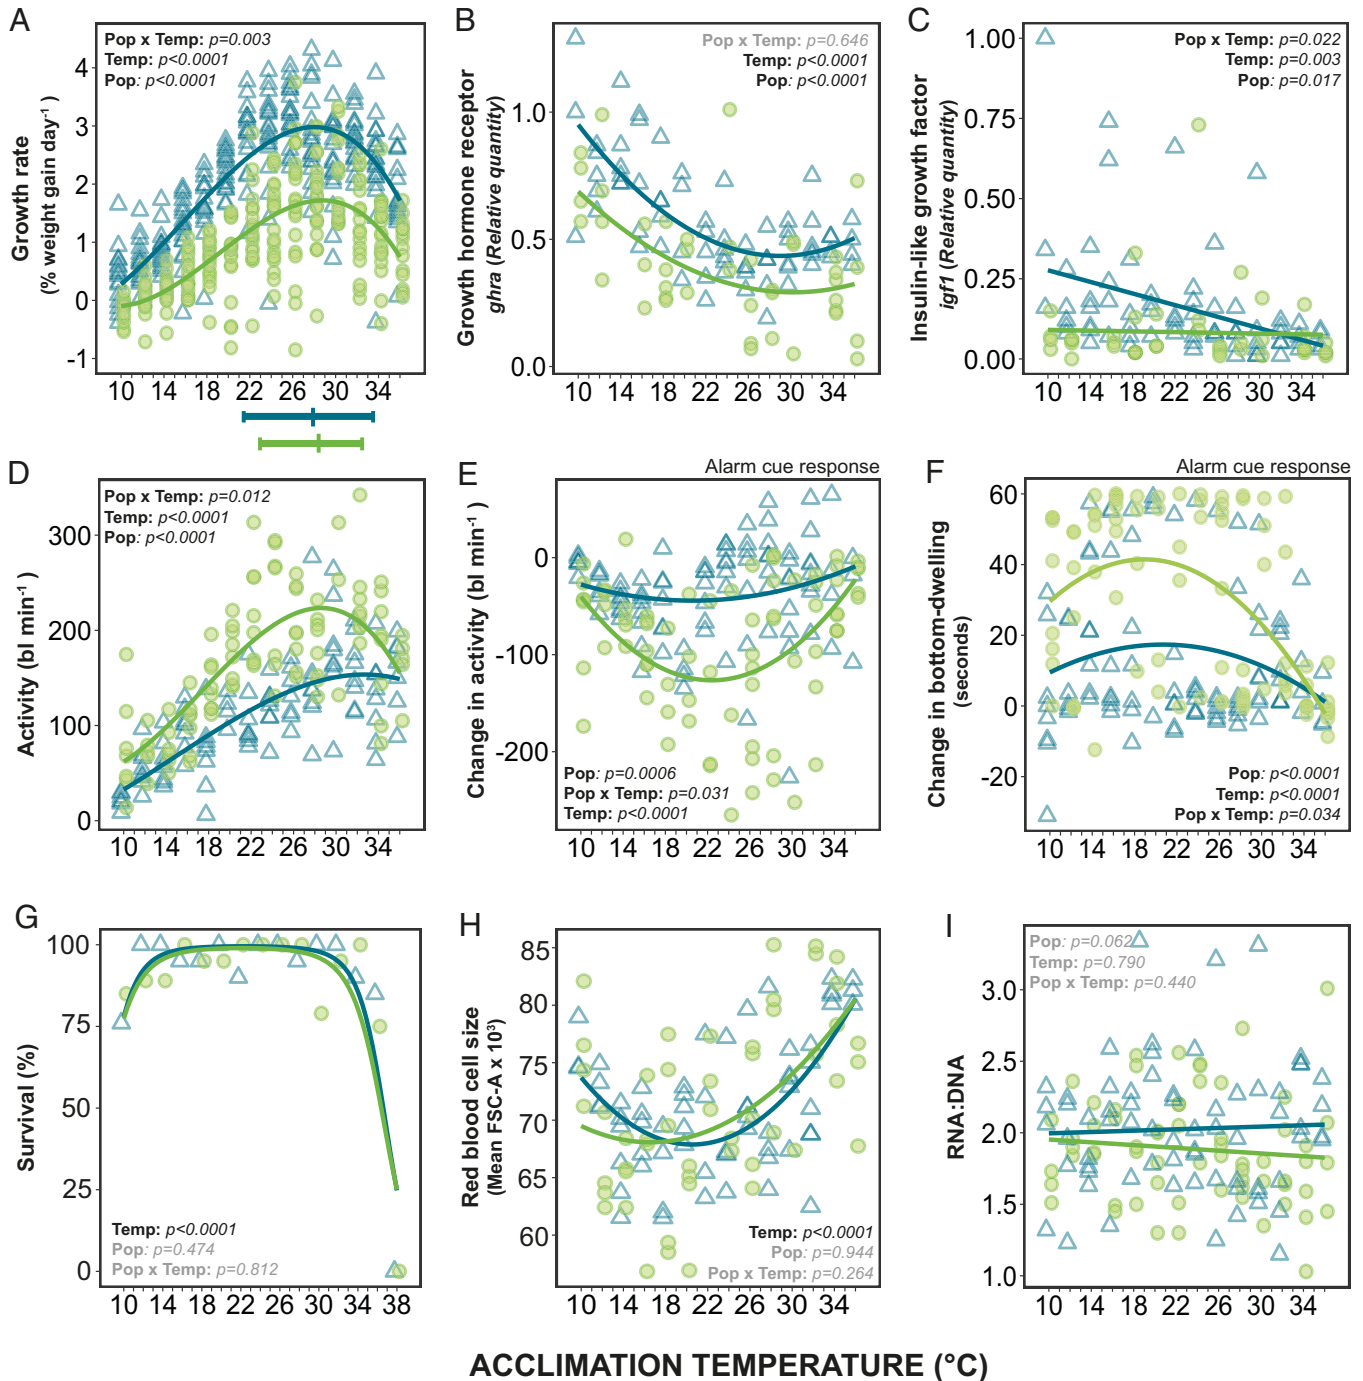 A
Pop x Temp: p=0.003
Temp: p<0.0001
Pop: p<0.0001
Growth rate
(% weight gain day⁻¹ )
4
3
2
1
0
-1
10 14 18 22 26 30 34
B
Pop x Temp: p=0.646
Temp: p<0.0001
Pop: p<0.0001
Growth hormone receptor
ghra (Relative quantity)
1.0
0.5
0.0
10 14 18 22 26 30 34
C
Pop x Temp: p=0.022
Temp: p=0.003
Pop: p=0.017
Insulin-like growth factor
igf1 (Relative quantity)
1.00
0.75
0.50
0.25
0.00
10 14 18 22 26 30 34
D
Pop x Temp: p=0.012
Temp: p<0.0001
Pop: p<0.0001
Activity (bl min⁻¹ )
300
200
100
0
10 14 18 22 26 30 34
E
Alarm cue response
Change in activity (bl min⁻¹ )
0
-100
-200
Pop: p=0.0006
Pop x Temp: p=0.031
Temp: p<0.0001
10 14 18 22 26 30 34
F
Alarm cue response
Change in bottom-dwelling
(seconds)
60
40
20
0
-20
Pop: p<0.0001
Temp: p<0.0001
Pop x Temp: p=0.034
10 14 18 22 26 30 34
G
Survival (%)
100
75
50
25
0
Temp: p<0.0001
Pop: p=0.474
Pop x Temp: p=0.812
10 14 18 22 26 30 34 38
H
Red blood cell size
(Mean FSC-A x 10³)
85
80
75
70
65
60
Temp: p<0.0001
Pop: p=0.944
Pop x Temp: p=0.264
10 14 18 22 26 30 34
I
Pop: p=0.062
Temp: p=0.790
Pop x Temp: p=0.440
RNA:DNA
3.0
2.5
2.0
1.5
1.0
10 14 18 22 26 30 34
ACCLIMATION TEMPERATURE (°C)